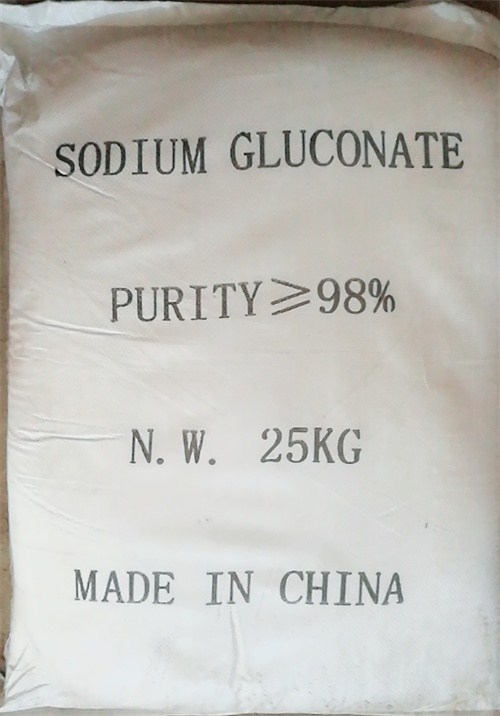 SODIUM GLUCONATE
PURITY⩾98%
N. W. 25KG
MADE IN CHINA